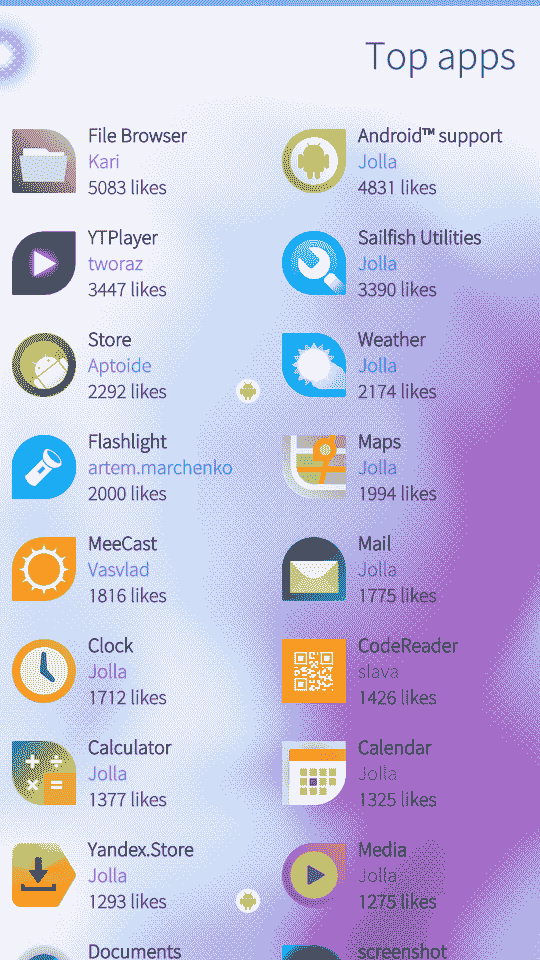 Top apps
File Browser
Kari
5083 likes
Android™ support
Jolla
4831 likes
YTPlayer
tworaz
3447 likes
Sailfish Utilities
Jolla
3390 likes
Store
Aptoide
2292 likes
Weather
Jolla
2174 likes
Flashlight
artem.marchenko
2000 likes
Maps
Jolla
1994 likes
MeeCast
Vasvlad
1816 likes
Mail
Jolla
1775 likes
Clock
Jolla
1712 likes
CodeReader
slava
1426 likes
Calculator
Jolla
1377 likes
Calendar
Jolla
1325 likes
Yandex.Store
Jolla
1293 likes
Media
Jolla
1275 likes
Documents
screenshot